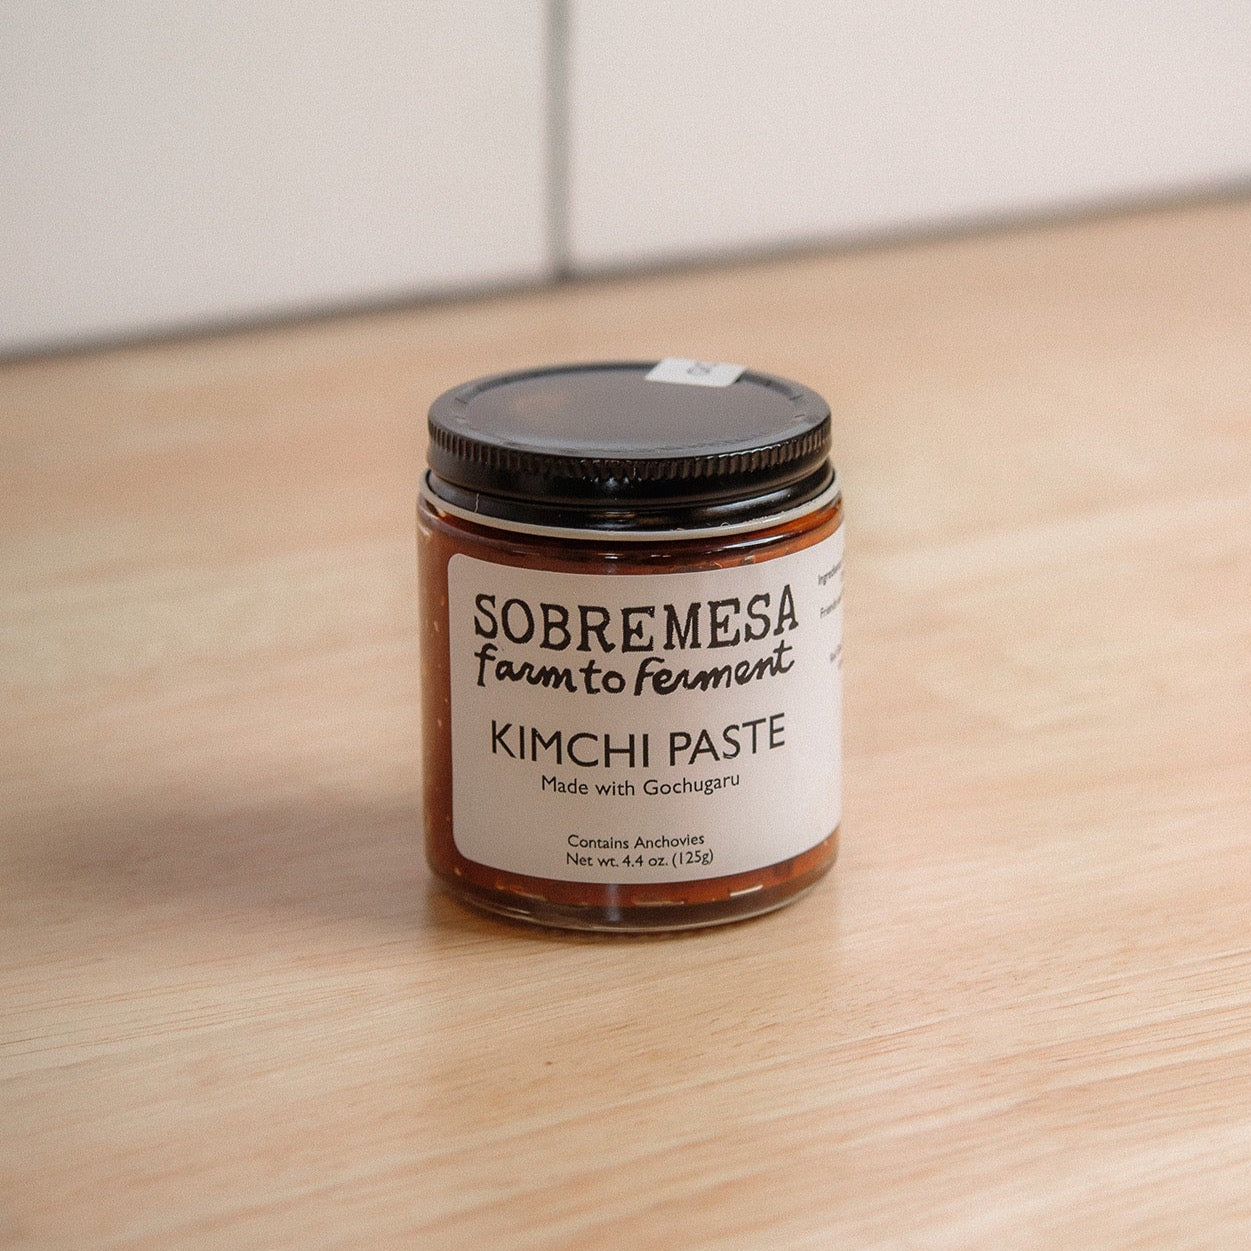 SOBREMESA
farm to Ferment
KIMCHI PASTE
Made with Gochugaru
Contains Anchovies
Net wt. 4.4 oz. (125g)